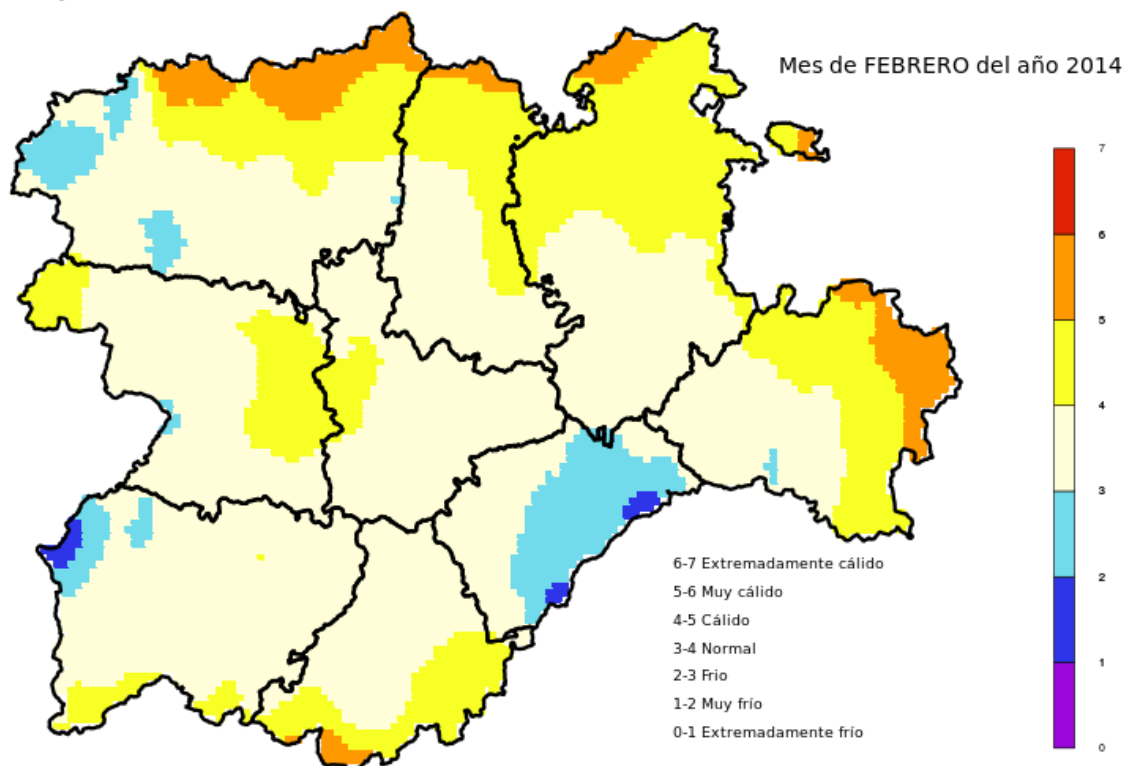 Mes de FEBRERO del año 2014
7
6
5
4
3
2
1
0
6-7 Extremadamente cálido
5-6 Muy cálido
4-5 Cálido
3-4 Normal
2-3 Frio
1-2 Muy frío
0-1 Extremadamente frío